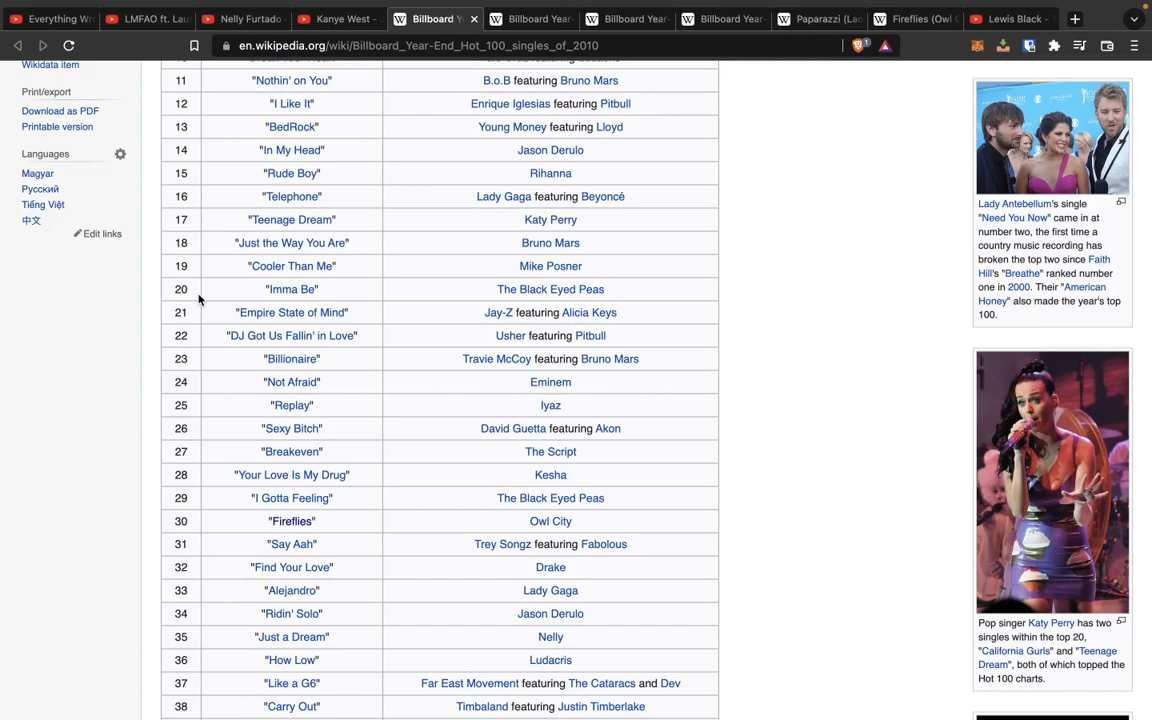 Everything Wro
LMFAO ft. Lau
Nelly Furtado
Kanye West -
Billboard Y
Billboard Year-
Billboard Year-
Billboard Year-
Paparazzi (Lad
Fireflies (Owl C
Lewis Black -
en.wikipedia.org/wiki/Billboard_Year-End_Hot_100_singles_of_2010
1
Wikidata item
Print/export
Download as PDF
Printable version
Languages
Magyar
Русский
Tiếng Việt
中文
Edit links
11 "Nothin' on You" B.o.B featuring Bruno Mars
12 "I Like It" Enrique Iglesias featuring Pitbull
13 "BedRock" Young Money featuring Lloyd
14 "In My Head" Jason Derulo
15 "Rude Boy" Rihanna
16 "Telephone" Lady Gaga featuring Beyoncé
17 "Teenage Dream" Katy Perry
18 "Just the Way You Are" Bruno Mars
19 "Cooler Than Me" Mike Posner
20 "Imma Be" The Black Eyed Peas
21 "Empire State of Mind" Jay-Z featuring Alicia Keys
22 "DJ Got Us Fallin' in Love" Usher featuring Pitbull
23 "Billionaire" Travie McCoy featuring Bruno Mars
24 "Not Afraid" Eminem
25 "Replay" Iyaz
26 "Sexy Bitch" David Guetta featuring Akon
27 "Breakeven" The Script
28 "Your Love Is My Drug" Kesha
29 "I Gotta Feeling" The Black Eyed Peas
30 "Fireflies" Owl City
31 "Say Aah" Trey Songz featuring Fabolous
32 "Find Your Love" Drake
33 "Alejandro" Lady Gaga
34 "Ridin' Solo" Jason Derulo
35 "Just a Dream" Nelly
36 "How Low" Ludacris
37 "Like a G6" Far East Movement featuring The Cataracs and Dev
38 "Carry Out" Timbaland featuring Justin Timberlake
Lady Antebellum's single
"Need You Now" came in at
number two, the first time a
country music recording has
broken the top two since Faith
Hill's "Breathe" ranked number
one in 2000. Their "American
Honey" also made the year's top
100.
Pop singer Katy Perry has two
singles within the top 20,
"California Gurls" and "Teenage
Dream", both of which topped the
Hot 100 charts.